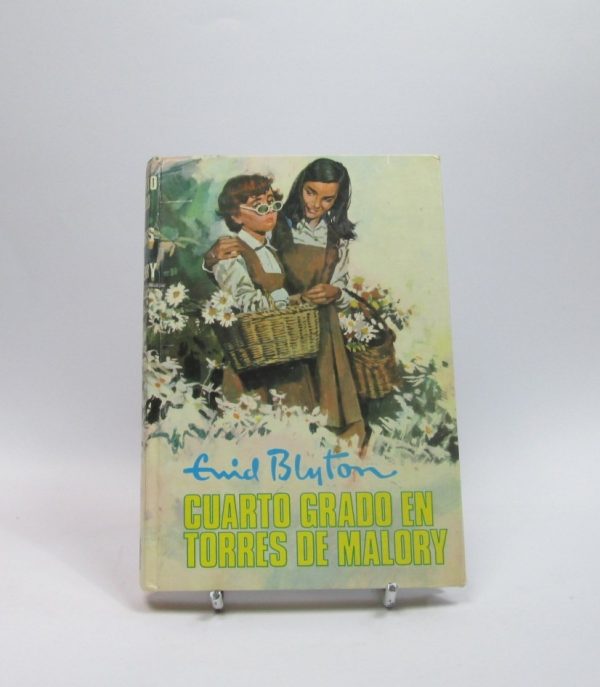 Enid Blyton
CUARTO GRADO EN
TORRES DE MALORY